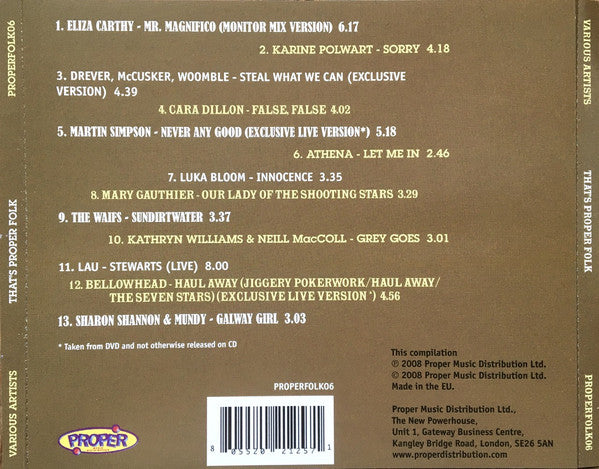 PROPERFOLK06
THAT'S PROPER FOLK
VARIOUS ARTISTS
1. ELIZA CARTHY - MR. MAGNIFICO (MONITOR MIX VERSION) 6.17
2. KARINE POLWART - SORRY 4.18
3. DREVER, McCUSKER, WOOMBLE - STEAL WHAT WE CAN (EXCLUSIVE
VERSION) 4.39
4. CARA DILLON - FALSE, FALSE 4.02
5. MARTIN SIMPSON - NEVER ANY GOOD (EXCLUSIVE LIVE VERSION*) 5.18
6. ATHENA - LET ME IN 2.46
7. LUKA BLOOM - INNOCENCE 3.35
8. MARY GAUTHIER - OUR LADY OF THE SHOOTING STARS 3.29
9. THE WAIFS - SUNDIRTWATER 3.37
10. KATHRYN WILLIAMS & NEILL MacCOLL - GREY GOES 3.01
11. LAU - STEWARTS (LIVE) 8.00
12. BELLOWHEAD - HAUL AWAY (JIGGERY POKERWORK/HAUL AWAY/
THE SEVEN STARS) (EXCLUSIVE LIVE VERSION*) 4.56
13. SHARON SHANNON & MUNDY - GALWAY GIRL 3.03
* Taken from DVD and not otherwise released on CD
PROPERFOLK06
8 05520 21257 1
PROPER
This compilation
℗ 2008 Proper Music Distribution Ltd.
© 2008 Proper Music Distribution Ltd.
Made in the EU.
Proper Music Distribution Ltd.,
The New Powerhouse,
Unit 1, Gateway Business Centre,
Kangley Bridge Road, London, SE26 5AN
www.properdistribution.com
VARIOUS ARTISTS
THAT'S PROPER FOLK
PROPERFOLK06